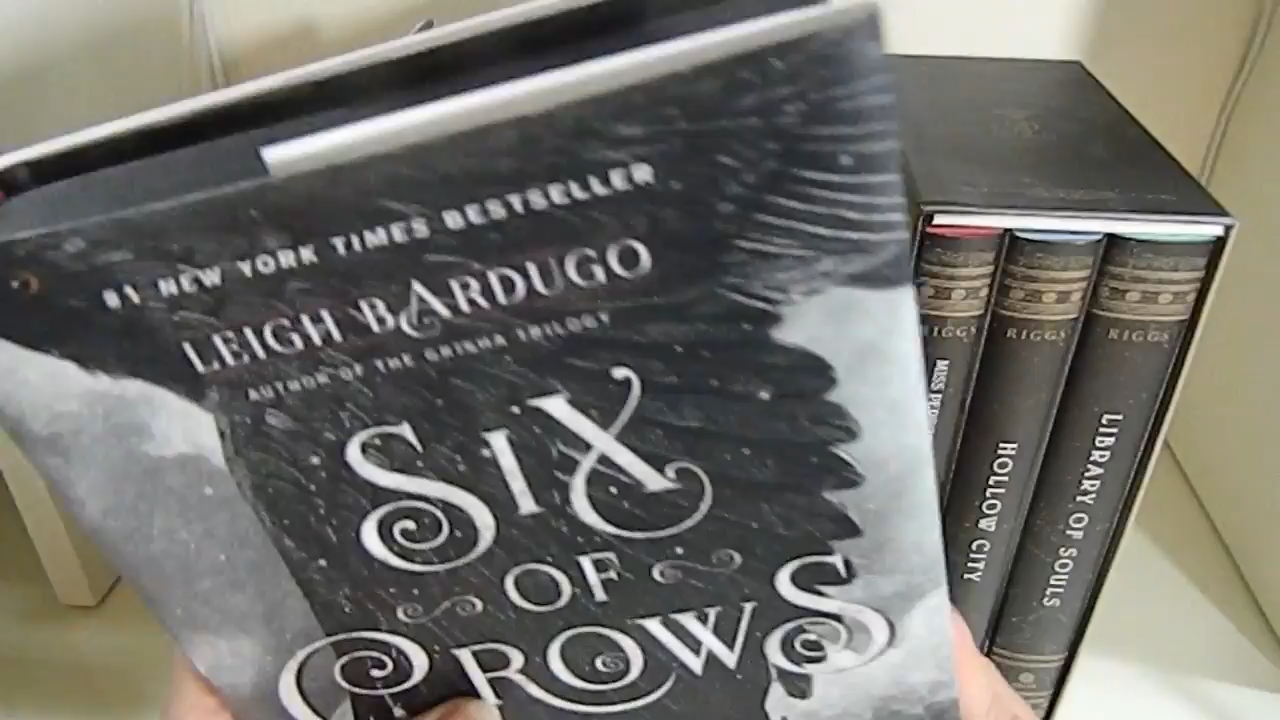 #1 NEW YORK TIMES BESTSELLER
LEIGH BARDUGO
AUTHOR OF THE GRISHA TRILOGY
SIX
OF
CROWS
RIGGS
MISS
RIGGS
HOLLOW CITY
RIGGS
LIBRARY OF SOULS